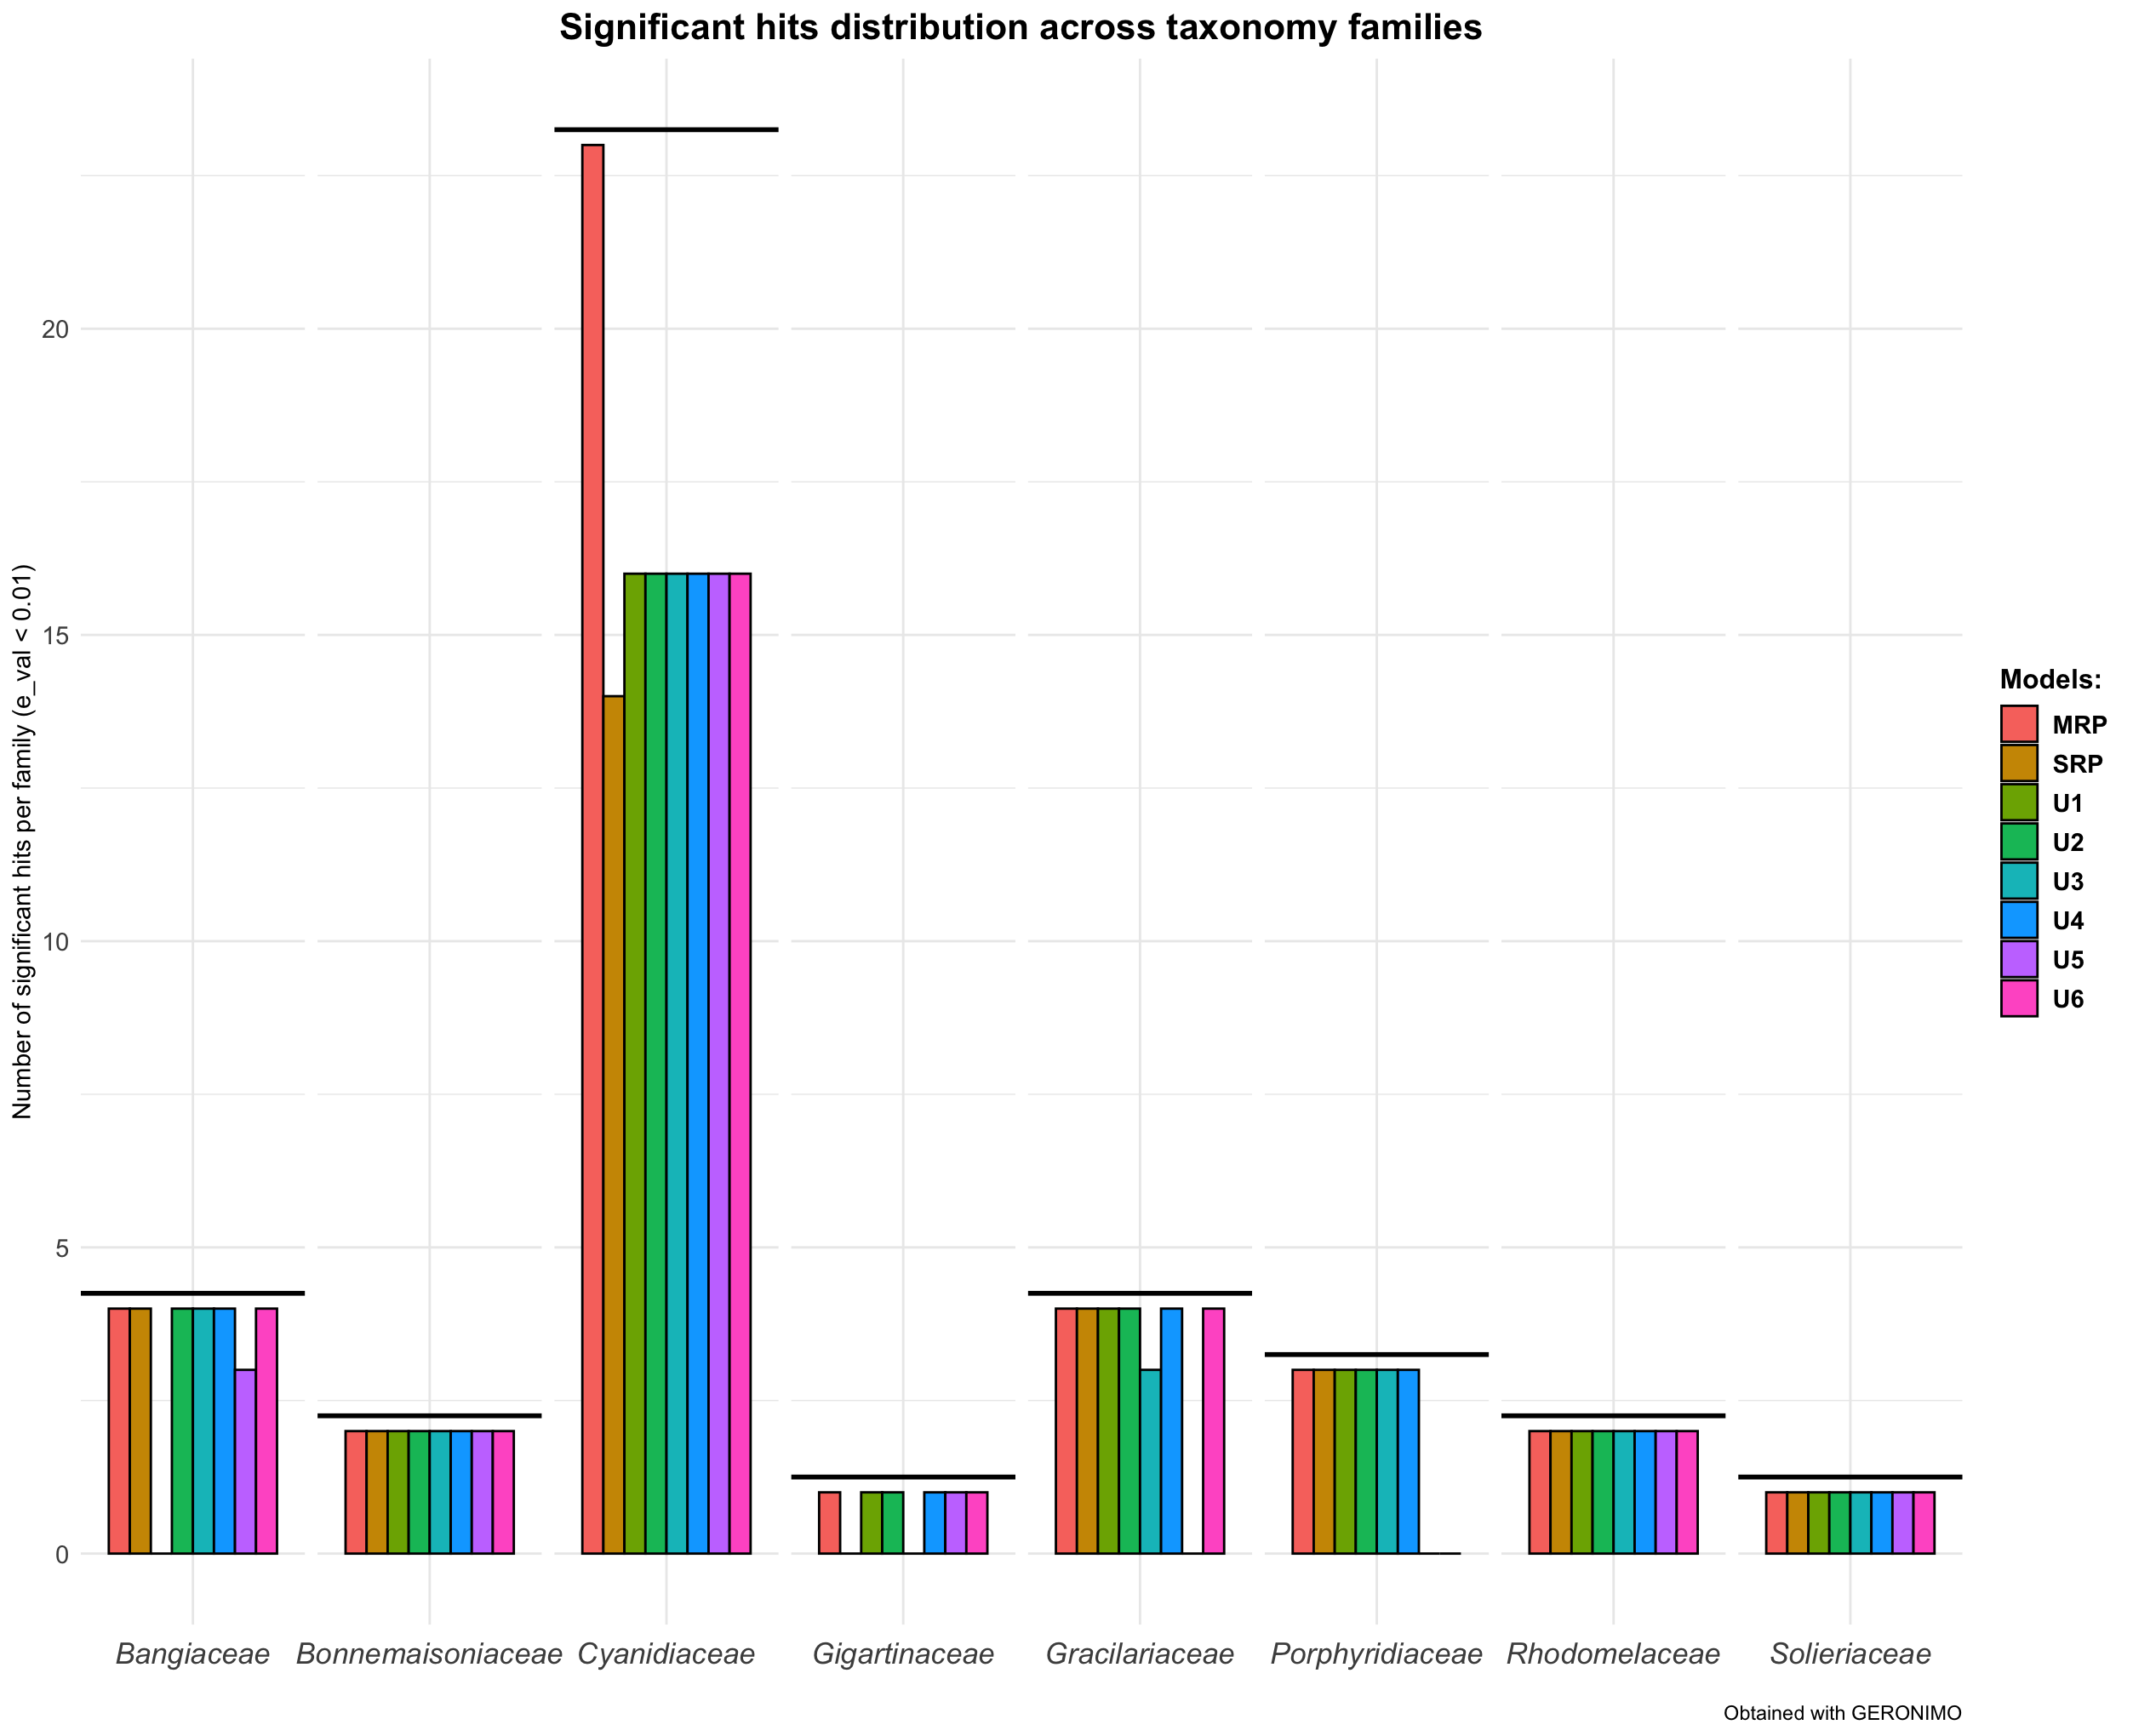 Significant hits distribution across taxonomy families
Number of significant hits per family (e_val < 0.01)
20
15
10
5
0
Bangiaceae
Bonnemaisoniaceae
Cyanidiaceae
Gigartinaceae
Gracilariaceae
Porphyridiaceae
Rhodomelaceae
Solieriaceae
Models:
MRP
SRP
U1
U2
U3
U4
U5
U6
Obtained with GERONIMO